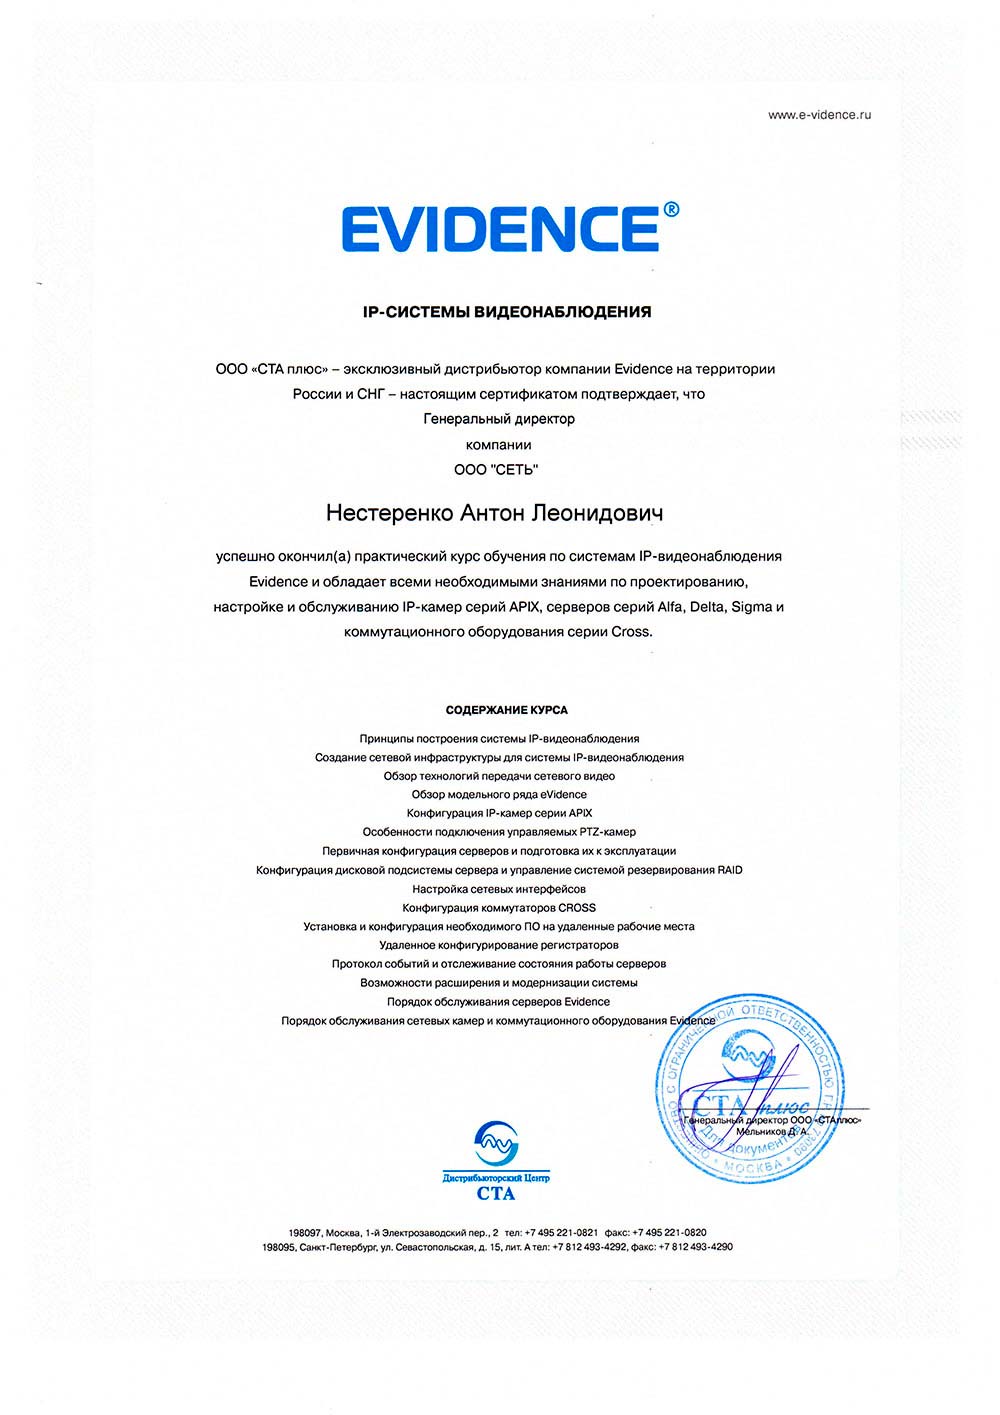 www.e-vidence.ru
EVIDENCE®
IP-СИСТЕМЫ ВИДЕОНАБЛЮДЕНИЯ
ООО «СТА плюс» – эксклюзивный дистрибьютор компании Evidence на территории
России и СНГ – настоящим сертификатом подтверждает, что
Генеральный директор
компании
ООО "СЕТЬ"
Нестеренко Антон Леонидович
успешно окончил(а) практический курс обучения по системам IP-видеонаблюдения
Evidence и обладает всеми необходимыми знаниями по проектированию,
настройке и обслуживанию IP-камер серий APIX, серверов серий Alfa, Delta, Sigma и
коммутационного оборудования серии Cross.
СОДЕРЖАНИЕ КУРСА
Принципы построения системы IP-видеонаблюдения
Создание сетевой инфраструктуры для системы IP-видеонаблюдения
Обзор технологий передачи сетевого видео
Обзор модельного ряда eVidence
Конфигурация IP-камер серии APIX
Особенности подключения управляемых PTZ-камер
Первичная конфигурация серверов и подготовка их к эксплуатации
Конфигурация дисковой подсистемы сервера и управление системой резервирования RAID
Настройка сетевых интерфейсов
Конфигурация коммутаторов CROSS
Установка и конфигурация необходимого ПО на удаленные рабочие места
Удаленное конфигурирование регистраторов
Протокол событий и отслеживание состояния работы серверов
Возможности расширения и модернизации системы
Порядок обслуживания серверов Evidence
Порядок обслуживания сетевых камер и коммутационного оборудования Evidence
ОБЩЕСТВО С ОГРАНИЧЕННОЙ ОТВЕТСТВЕННОСТЬЮ
СТА плюс
Генеральный директор ООО «СТАплюс»
Мельников Д. А.
Для документов
МОСКВА
Дистрибьюторский Центр
СТА
198097, Москва, 1-й Электрозаводский пер., 2 тел: +7 495 221-0821 факс: +7 495 221-0820
198095, Санкт-Петербург, ул. Севастопольская, д. 15, лит. А тел: +7 812 493-4292, факс: +7 812 493-4290